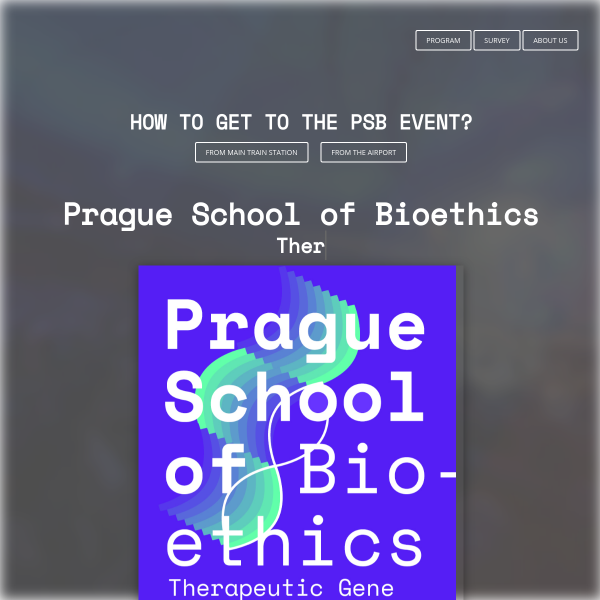 PROGRAM SURVEY ABOUT US
HOW TO GET TO THE PSB EVENT?
FROM MAIN TRAIN STATION FROM THE AIRPORT
Prague School of Bioethics
Ther
Prague
School
of Bio-
ethics
Therapeutic Gene